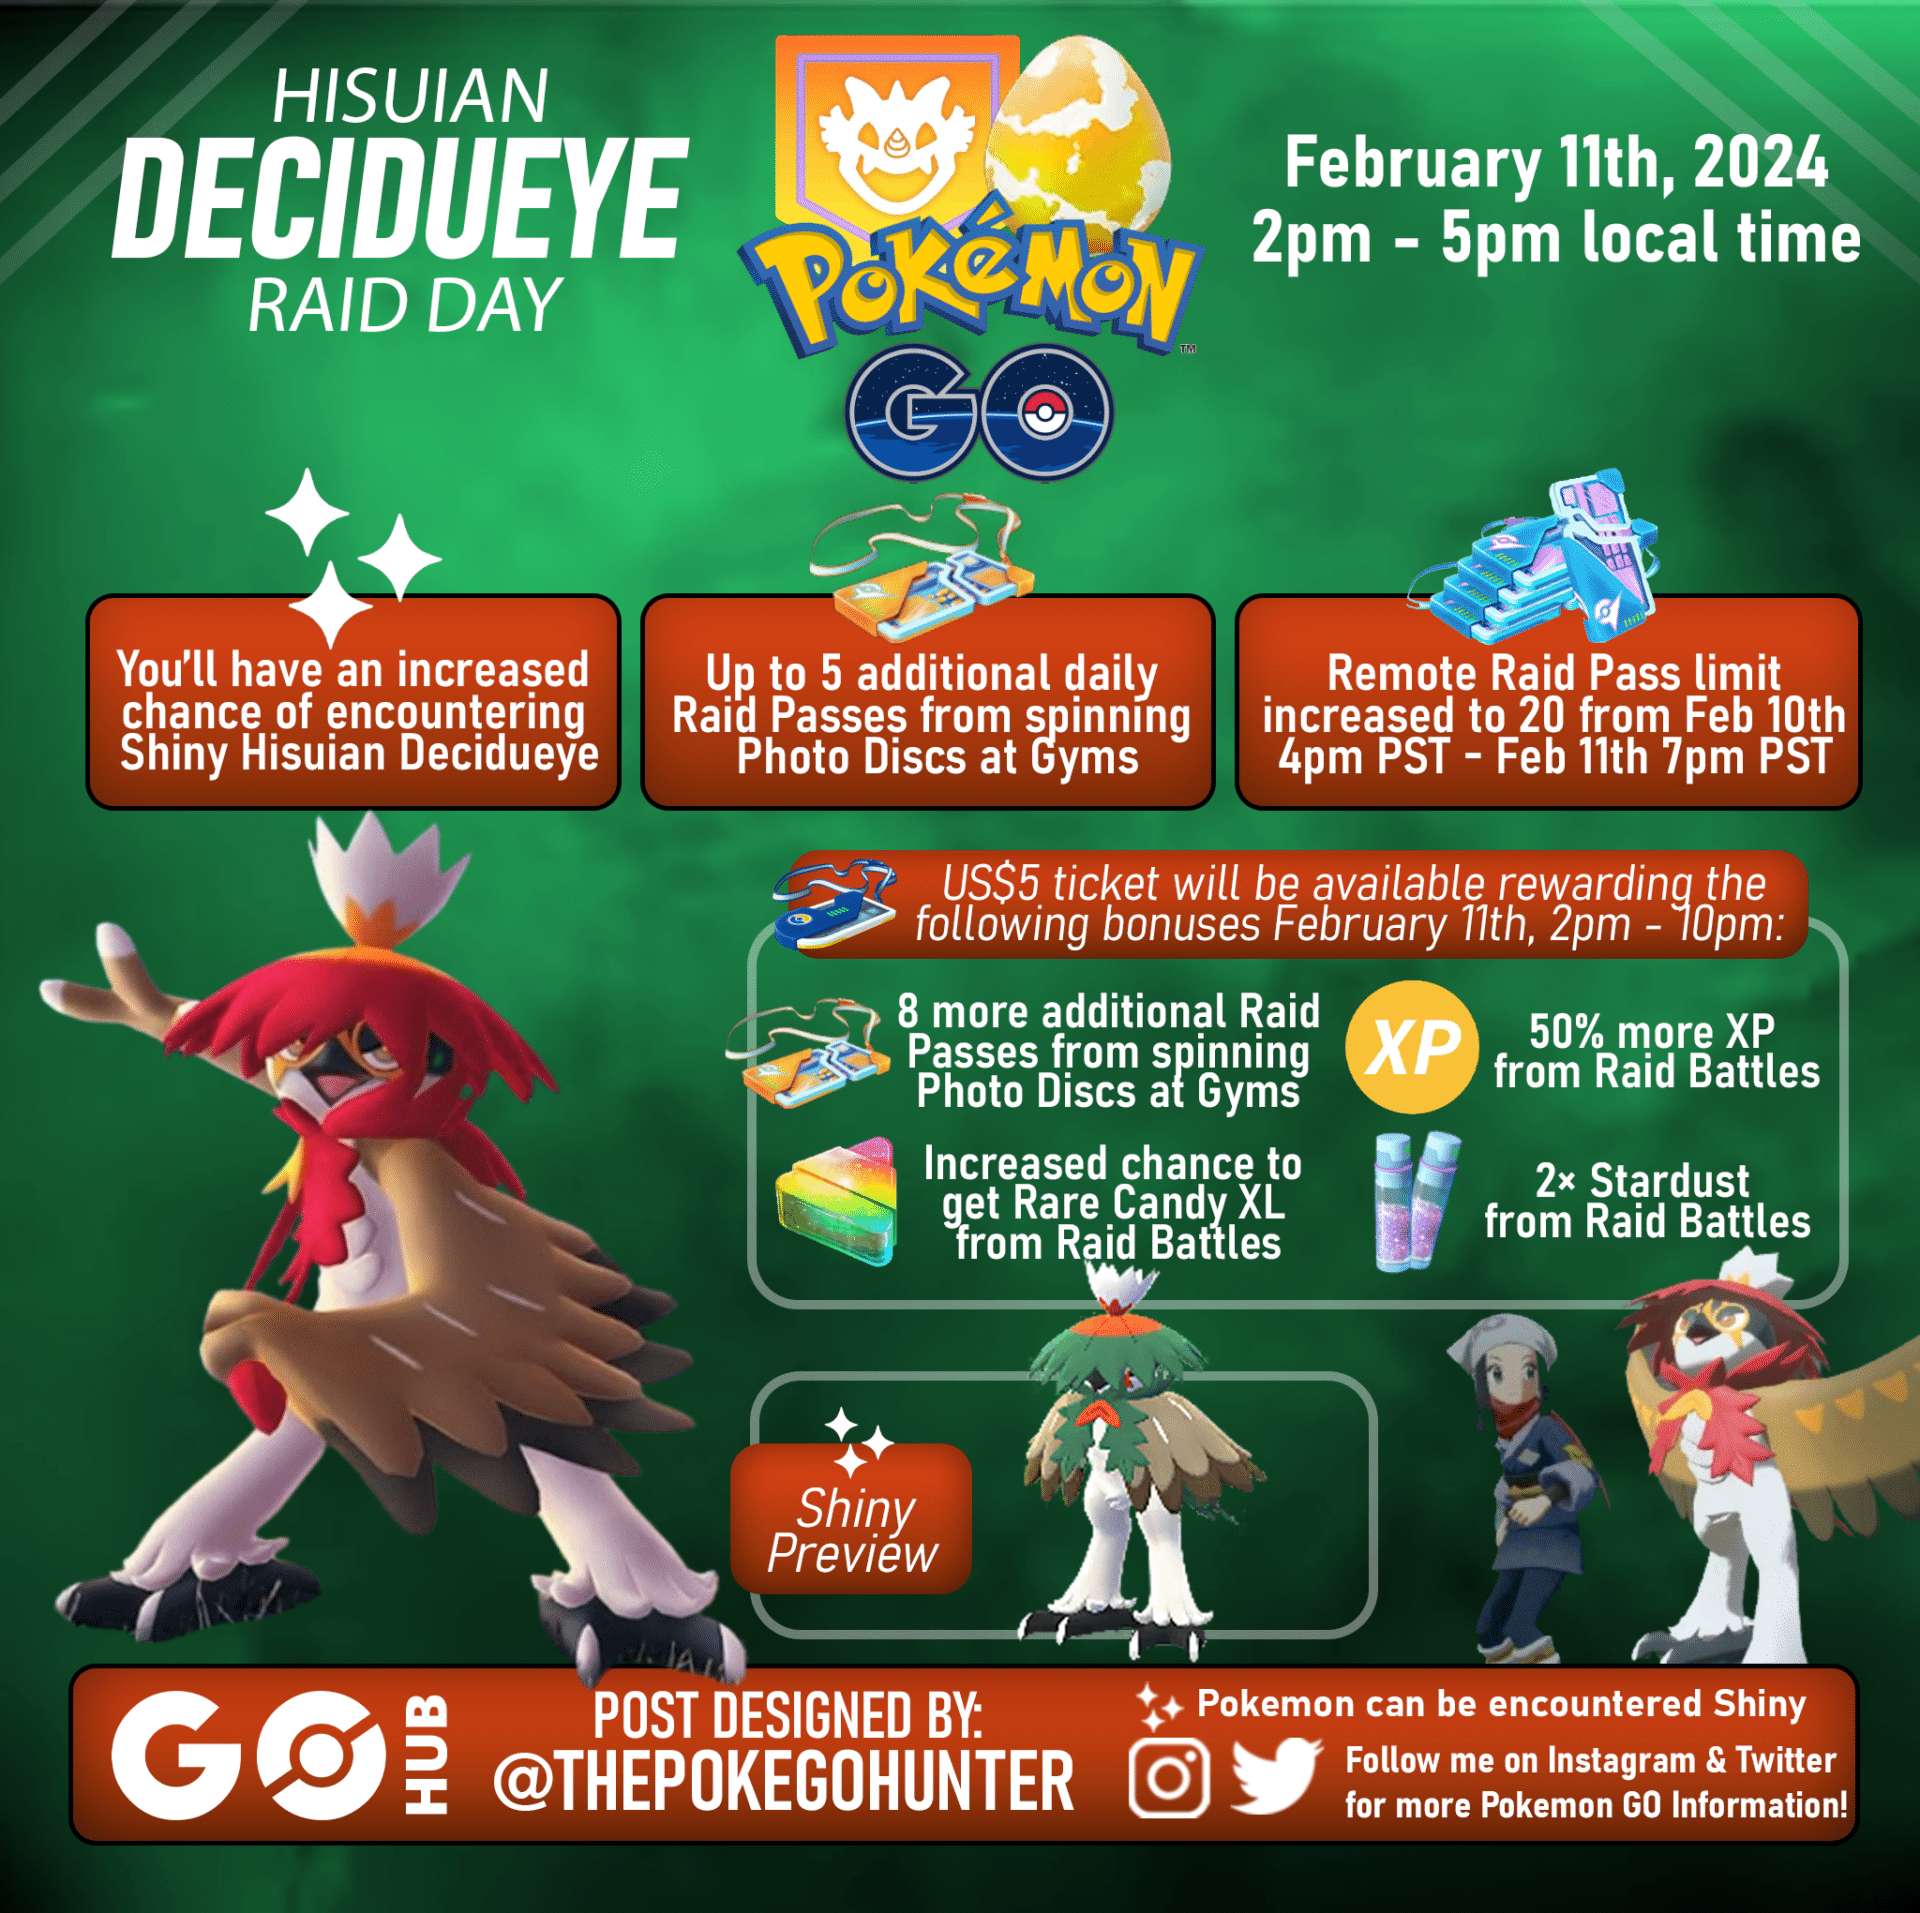 HISUIAN
DECIDUEYE
RAID DAY
POKéMON
TM
GO
February 11th, 2024
2pm - 5pm local time
You'll have an increased
chance of encountering
Shiny Hisuian Decidueye
Up to 5 additional daily
Raid Passes from spinning
Photo Discs at Gyms
Remote Raid Pass limit
increased to 20 from Feb 10th
4pm PST - Feb 11th 7pm PST
US$5 ticket will be available rewarding the
following bonuses February 11th, 2pm - 10pm:
8 more additional Raid
Passes from spinning
Photo Discs at Gyms
XP
50% more XP
from Raid Battles
Increased chance to
get Rare Candy XL
from Raid Battles
2× Stardust
from Raid Battles
Shiny
Preview
GO HUB
POST DESIGNED BY:
@THEPOKEGOHUNTER
Pokemon can be encountered Shiny
Follow me on Instagram & Twitter
for more Pokemon GO Information!